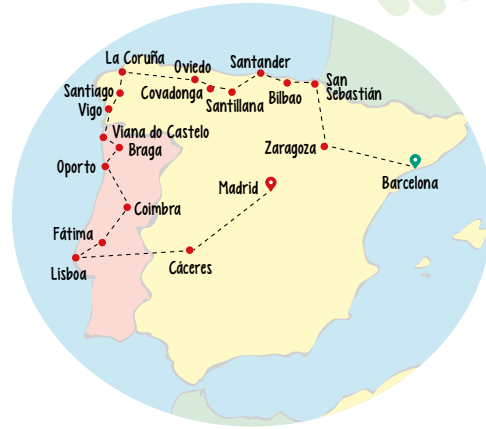 La Coruña
Oviedo
Santander
San
Sebastián
Santiago
Covadonga
Santillana
Bilbao
Vigo
Viana do Castelo
Braga
Zaragoza
Oporto
Barcelona
Madrid
Coimbra
Fátima
Lisboa
Cáceres